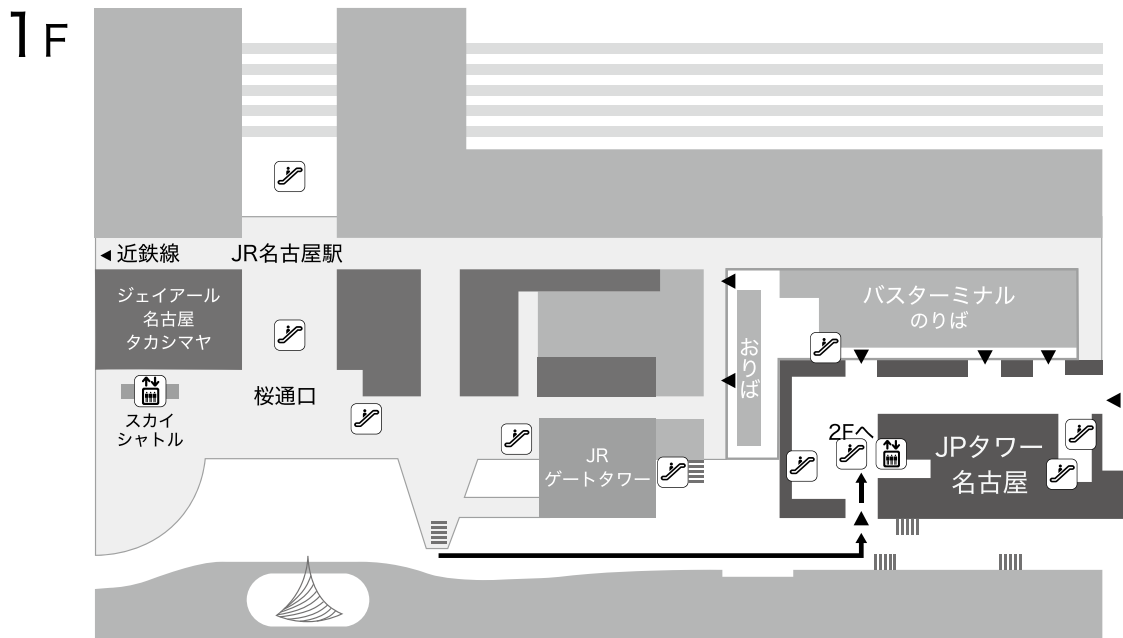 1F
近鉄線
JR名古屋駅
ジェイアール
名古屋
タカシマヤ
バスターミナル
のりば
おりば
桜通口
スカイ
シャトル
2Fへ
JPタワー
名古屋
JR
ゲートタワー